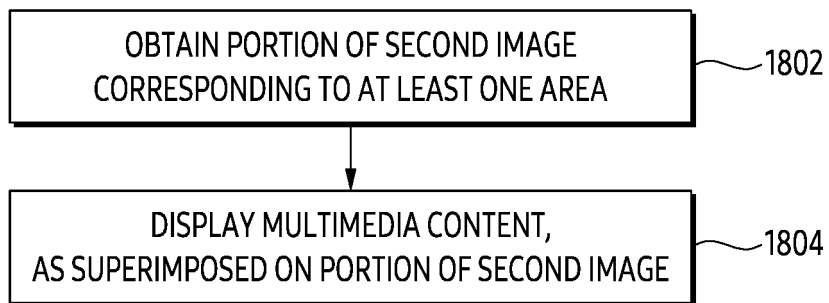 OBTAIN PORTION OF SECOND IMAGE
CORRESPONDING TO AT LEAST ONE AREA
1802
DISPLAY MULTIMEDIA CONTENT,
AS SUPERIMPOSED ON PORTION OF SECOND IMAGE
1804